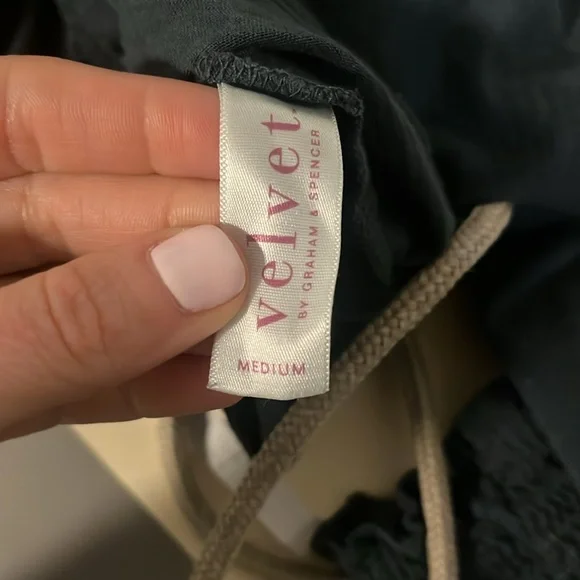 velvet.
BY GRAHAM & SPENCER
MEDIUM